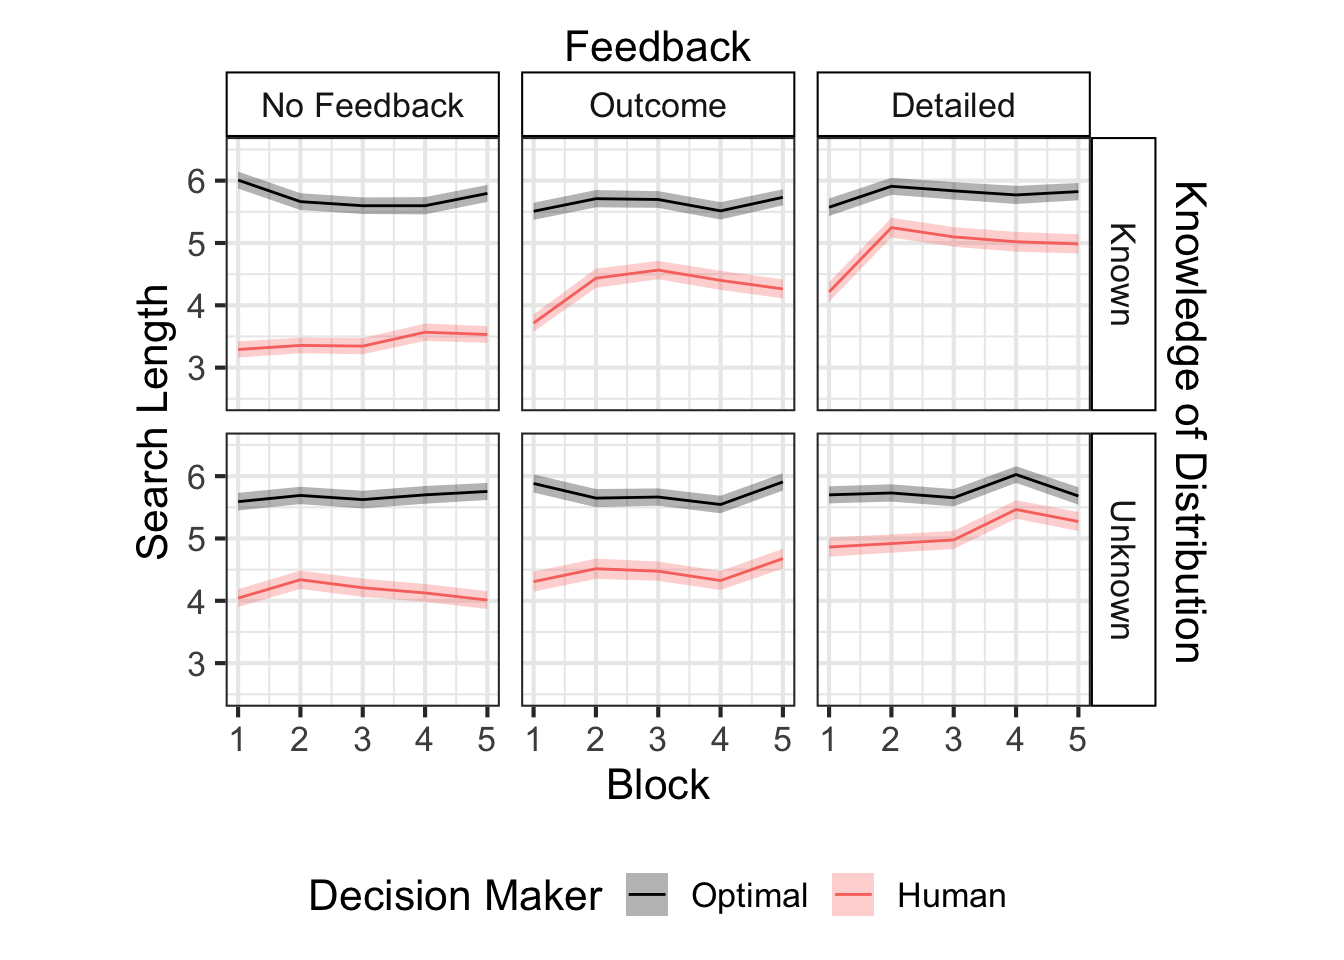 Feedback
No Feedback
Outcome
Detailed
6
5
4
3
Known
6
5
4
3
Unknown
Search Length
Knowledge of Distribution
1 2 3 4 5
1 2 3 4 5
1 2 3 4 5
Block
Decision Maker
Optimal
Human